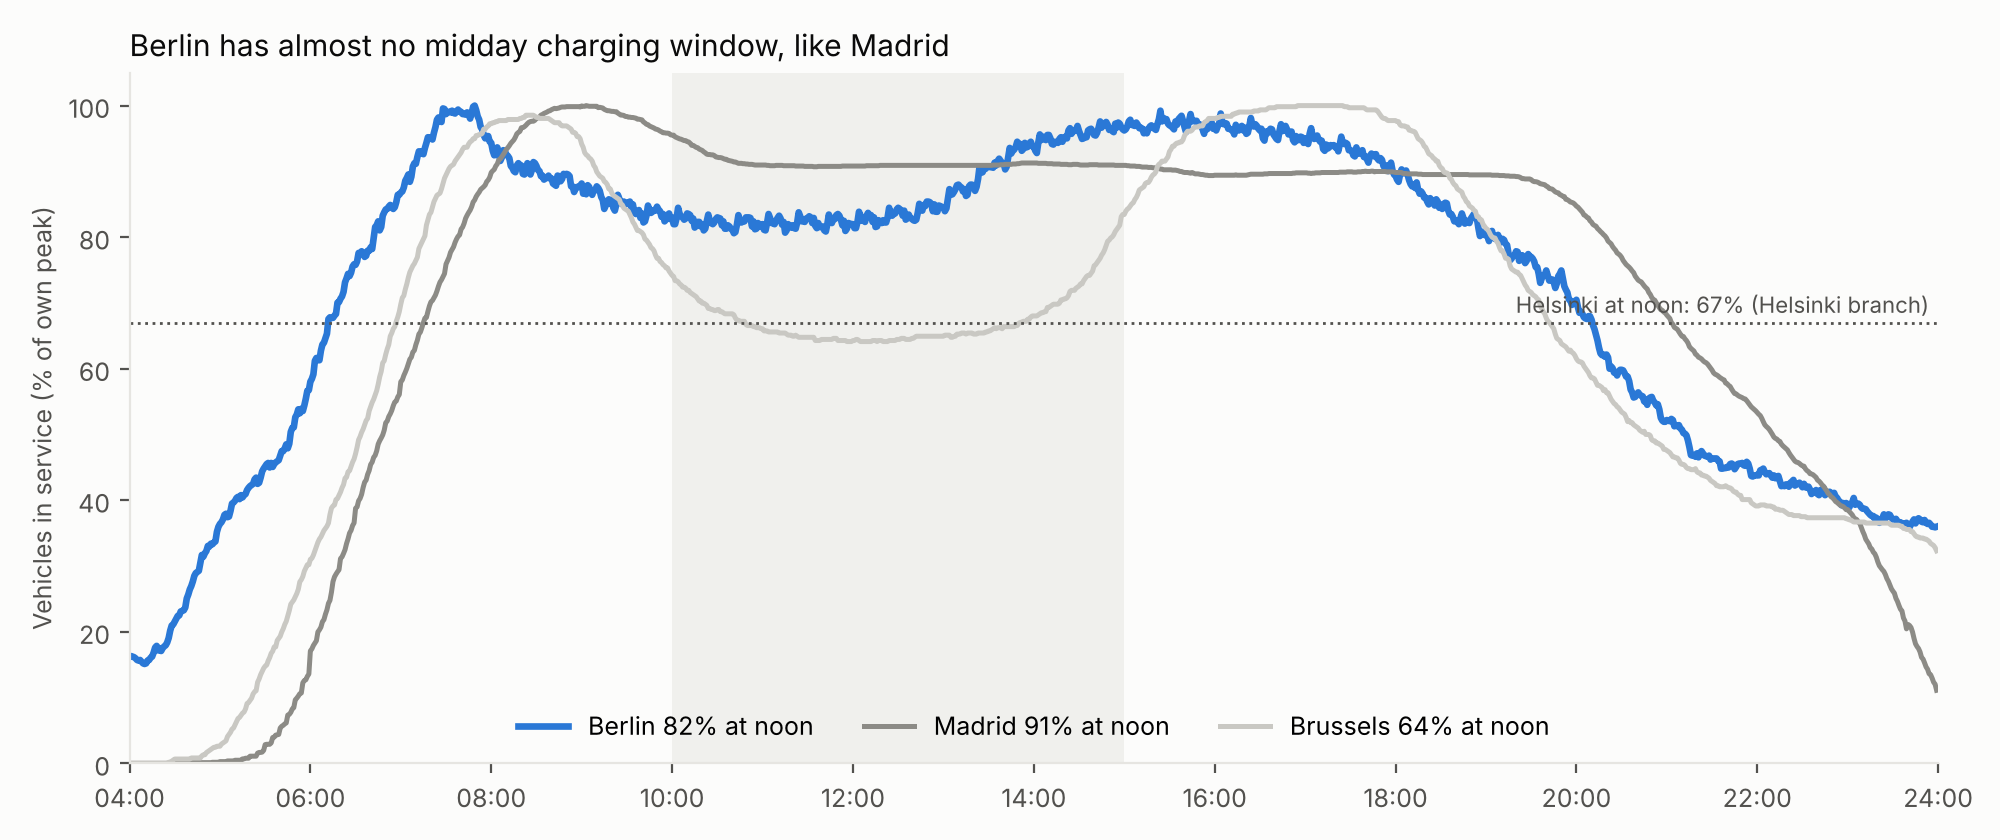 Berlin has almost no midday charging window, like Madrid
Vehicles in service (% of own peak)
100
80
60
40
20
0
Helsinki at noon: 67% (Helsinki branch)
Berlin 82% at noon
Madrid 91% at noon
Brussels 64% at noon
04:00
06:00
08:00
10:00
12:00
14:00
16:00
18:00
20:00
22:00
24:00